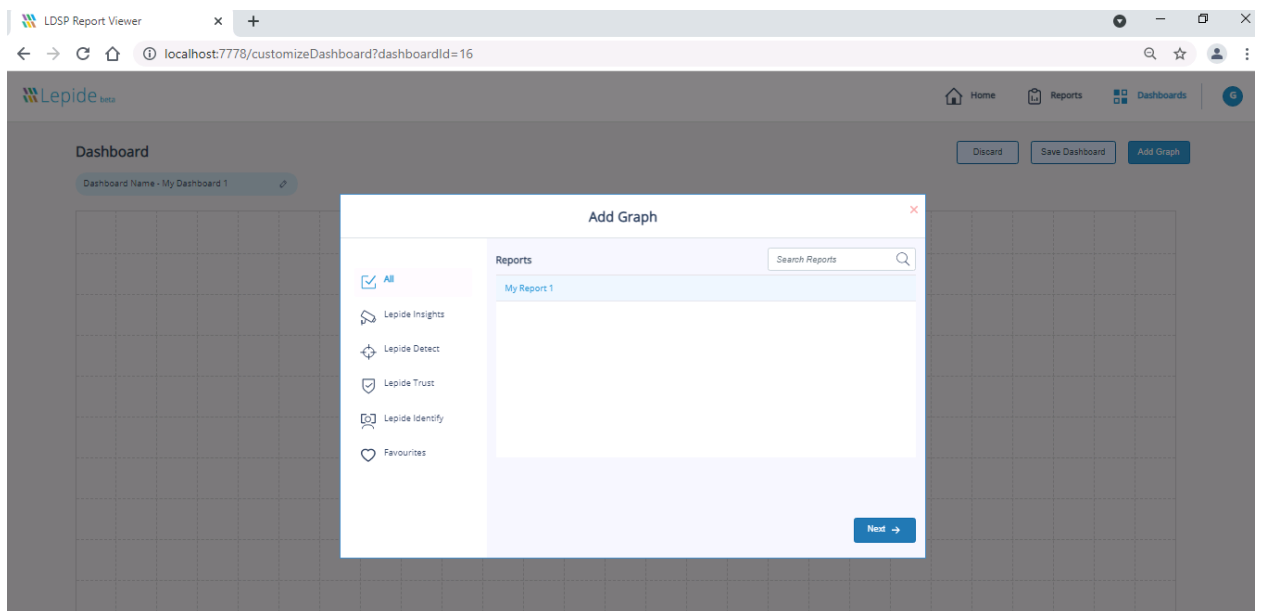 LDSP Report Viewer
localhost:7778/customizeDashboard?dashboardId=16
Lepide beta
Home
Reports
Dashboards
G
Dashboard
Discard
Save Dashboard
Add Graph
Dashboard Name - My Dashboard 1
Add Graph
Reports
Search Reports
All
My Report 1
Lepide Insights
Lepide Detect
Lepide Trust
Lepide Identify
Favourites
Next